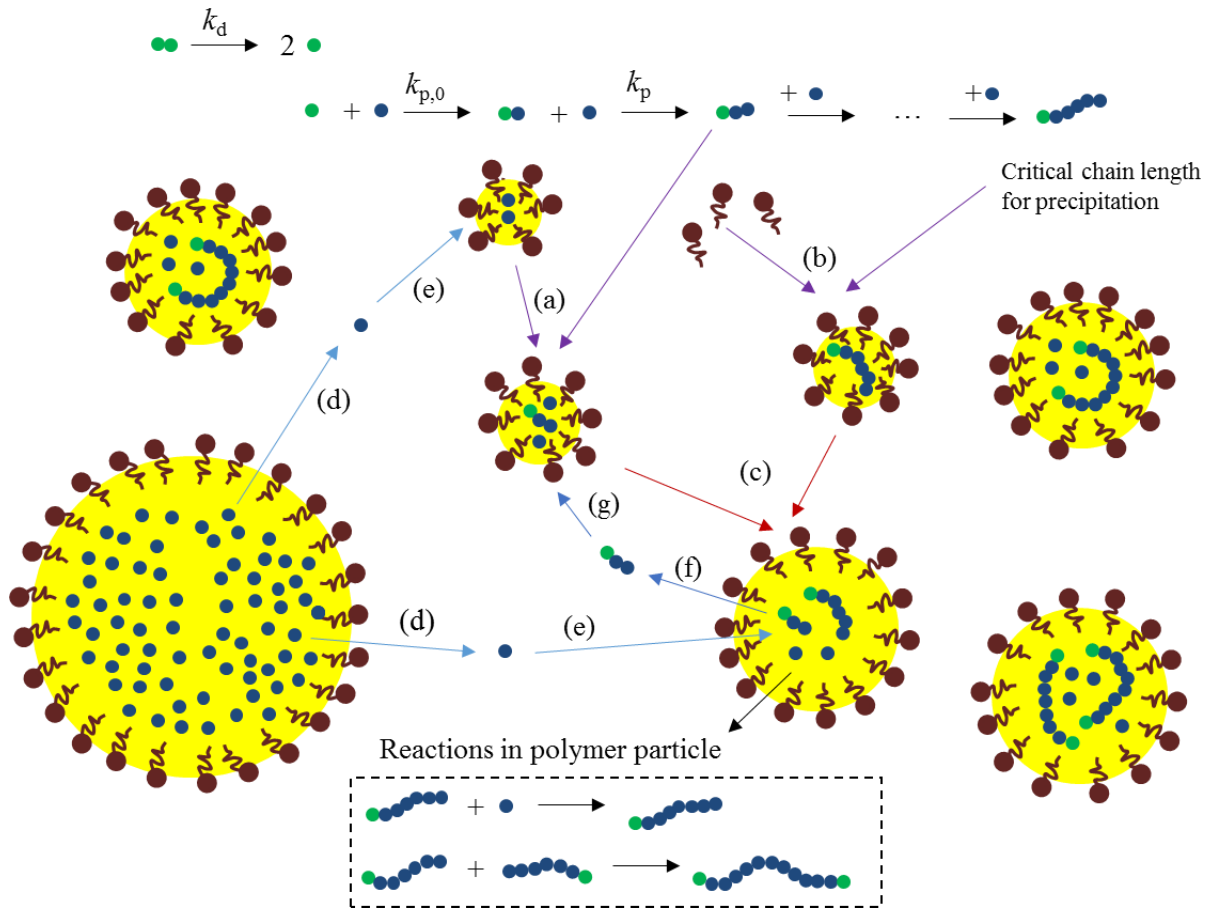 k_d
2
+ k_p,0 + k_p + ... +
Critical chain length
for precipitation
(b)
(e)
(a)
(d)
(c)
(g)
(f)
(d)
(e)
Reactions in polymer particle
+
+